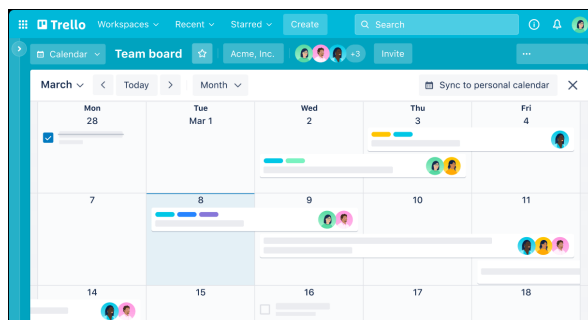 Trello Workspaces Recent Starred Create Search
Calendar Team board Acme, Inc. +3 Invite ...
March Today Month Sync to personal calendar
Mon Tue Wed Thu Fri
28 Mar 1 2 3 4
7 8 9 10 11
14 15 16 17 18